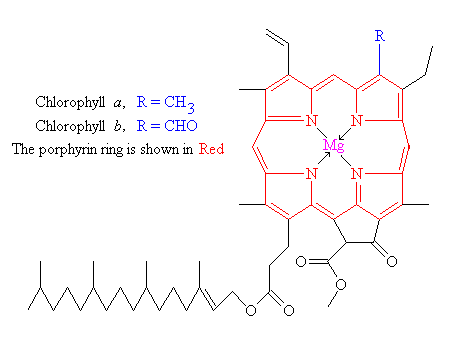 R
Chlorophyll a, R = CH3
Chlorophyll b, R = CHO
The porphyrin ring is shown in Red
N N
Mg
N N
O
O
O
O O